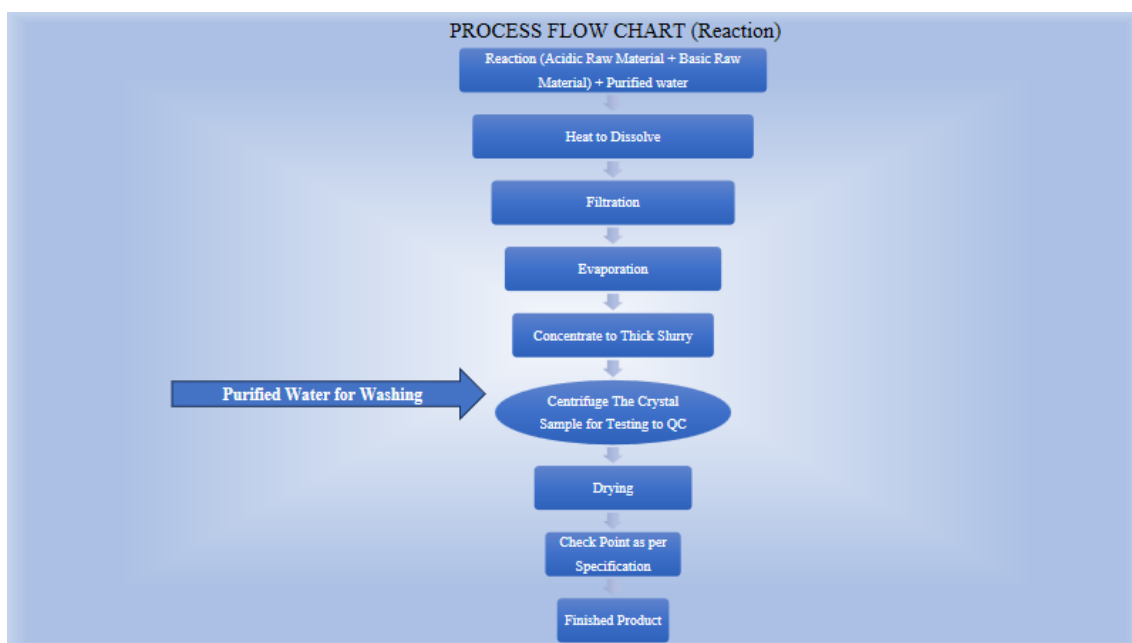 PROCESS FLOW CHART (Reaction)
Reaction (Acidic Raw Material + Basic Raw
Material) + Purified water
Heat to Dissolve
Filtration
Evaporation
Concentrate to Thick Slurry
Purified Water for Washing
Centrifuge The Crystal
Sample for Testing to QC
Drying
Check Point as per
Specification
Finished Product